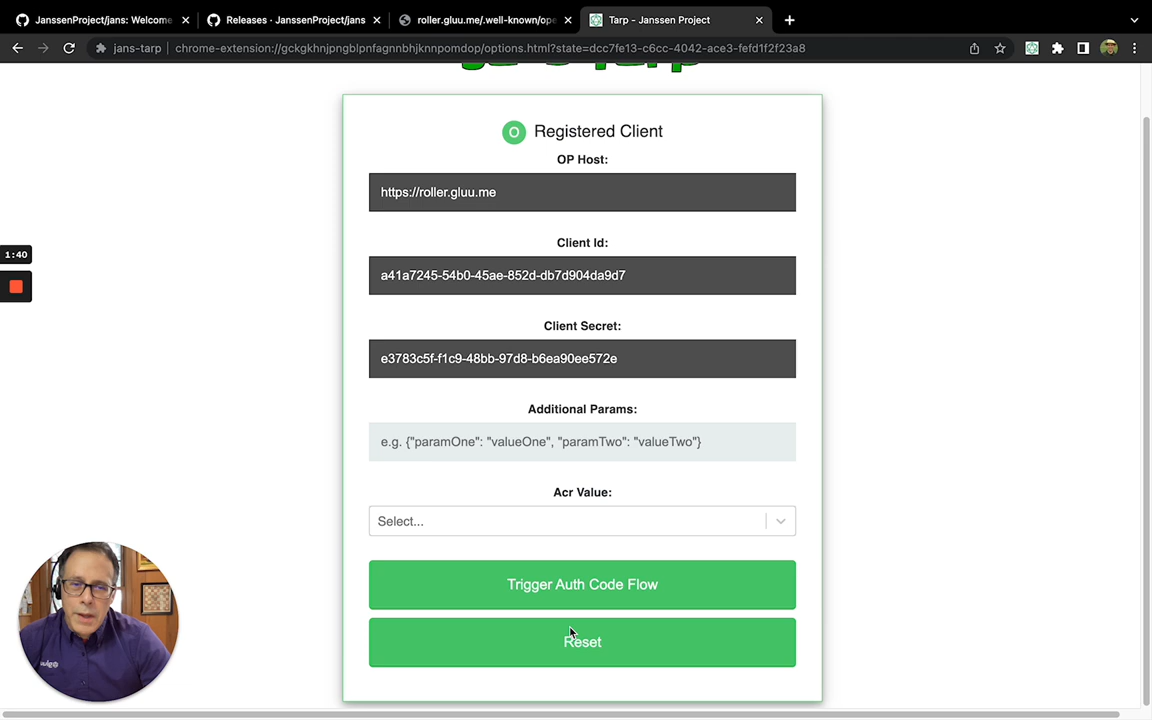 JanssenProject/jans: Welcome
Releases · JanssenProject/jans
roller.gluu.me/.well-known/ope
Tarp - Janssen Project
jans-tarp
chrome-extension://gckgkhnjpngblpnfagnnbhjknnpomdop/options.html?state=dcc7fe13-c6cc-4042-ace3-fefd1f2f23a8
O Registered Client
OP Host:
https://roller.gluu.me
1:40
Client Id:
a41a7245-54b0-45ae-852d-db7d904da9d7
Client Secret:
e3783c5f-f1c9-48bb-97d8-b6ea90ee572e
Additional Params:
e.g. {"paramOne": "valueOne", "paramTwo": "valueTwo"}
Acr Value:
Select...
Trigger Auth Code Flow
Reset